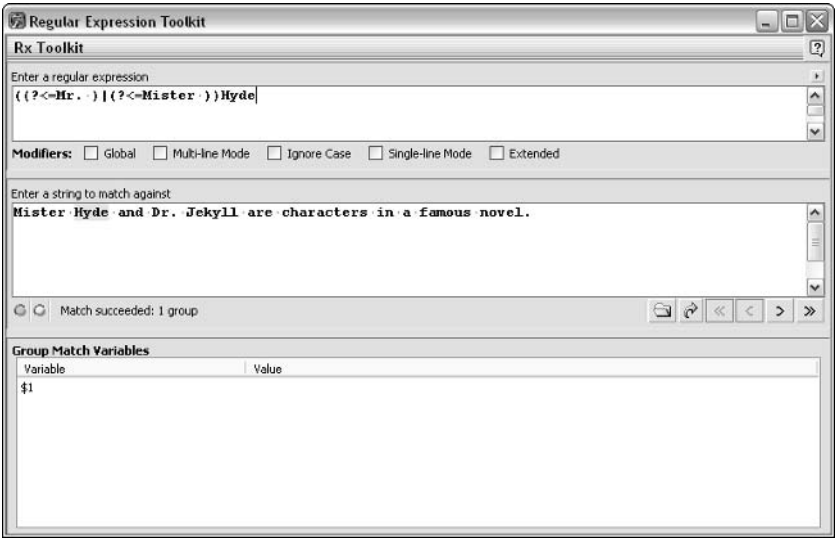 Regular Expression Toolkit
Rx Toolkit
Enter a regular expression
((?<=Mr. )|(?<=Mister ))Hyde
Modifiers: Global Multi-line Mode Ignore Case Single-line Mode Extended
Enter a string to match against
Mister Hyde and Dr. Jekyll are characters in a famous novel.
Match succeeded: 1 group
Group Match Variables
Variable Value
$1